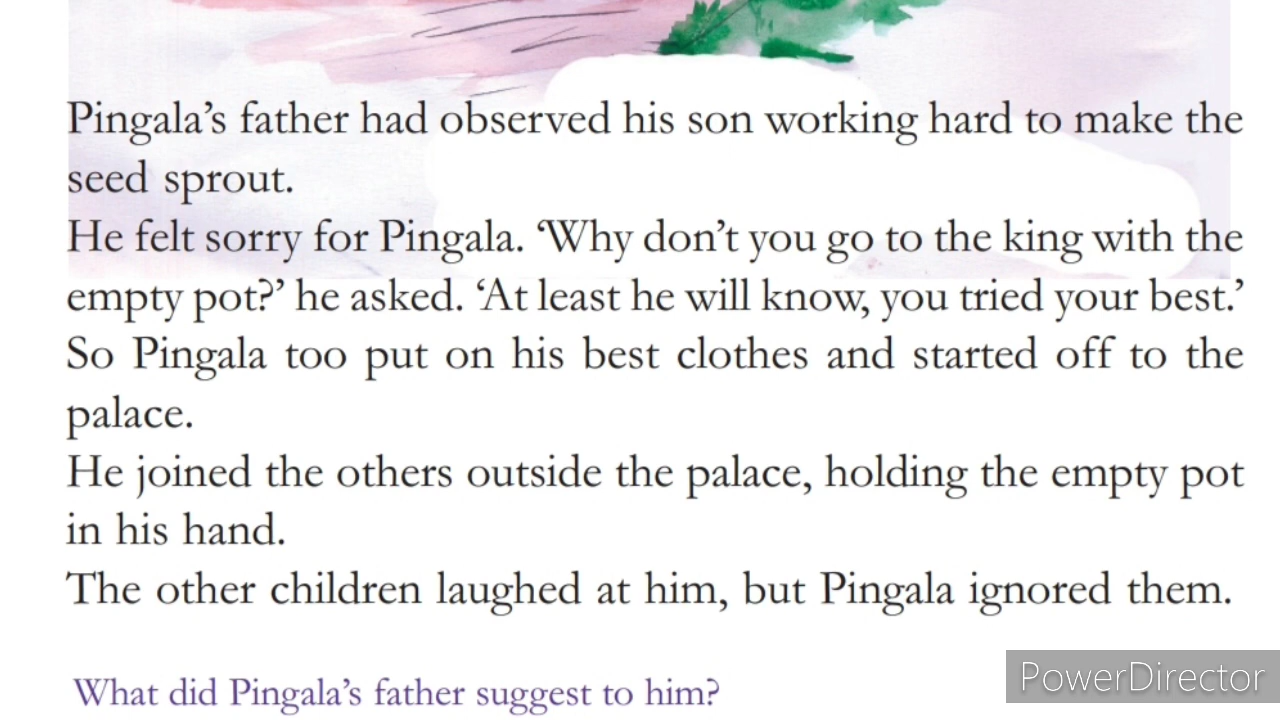 Pingala’s father had observed his son working hard to make the
seed sprout.
He felt sorry for Pingala. ‘Why don’t you go to the king with the
empty pot?’ he asked. ‘At least he will know, you tried your best.’
So Pingala too put on his best clothes and started off to the
palace.
He joined the others outside the palace, holding the empty pot
in his hand.
The other children laughed at him, but Pingala ignored them.
What did Pingala’s father suggest to him?
PowerDirector